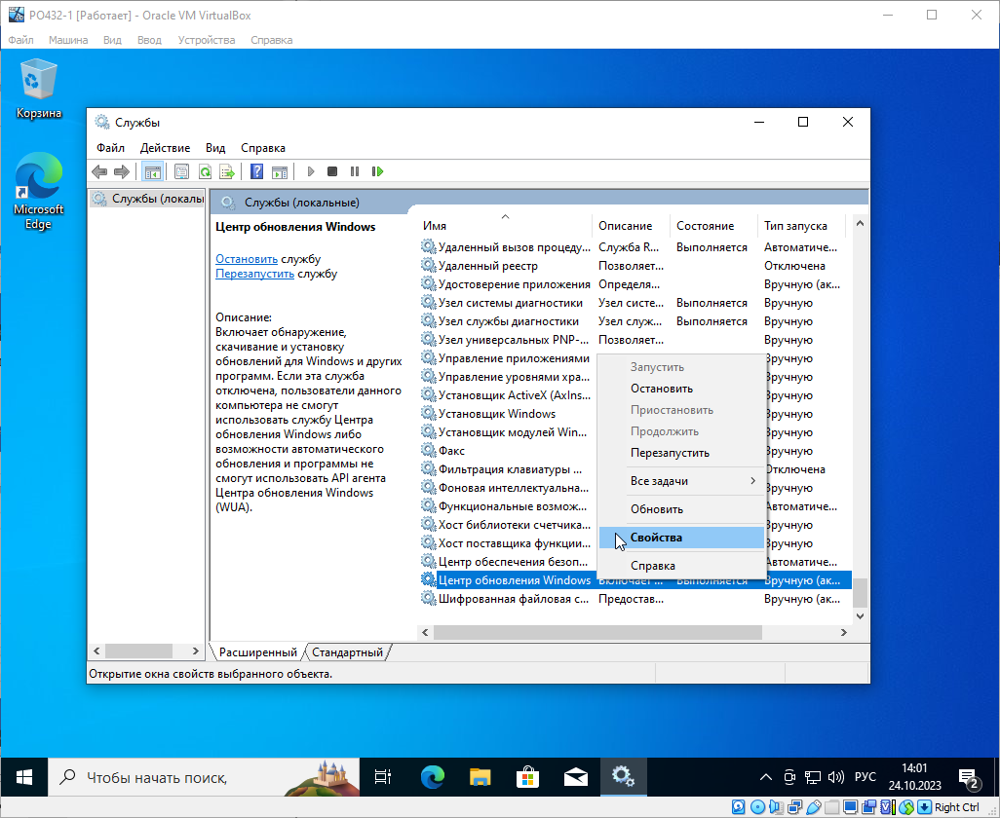 PO432-1 [Работает] - Oracle VM VirtualBox
Файл Машина Вид Ввод Устройства Справка
Корзина
Microsoft
Edge
Службы
Файл Действие Вид Справка
Службы (локалы
Службы (локальные)
Центр обновления Windows
Остановить службу
Перезапустить службу
Описание:
Включает обнаружение,
скачивание и установку
обновлений для Windows и других
программ. Если эта служба
отключена, пользователи данного
компьютера не смогут
использовать службу Центра
обновления Windows либо
возможности автоматического
обновления и программы не
смогут использовать API агента
Центра обновления Windows
(WUA).
Имя Описание Состояние Тип запуска
Удаленный вызов процеду... Служба R... Выполняется Автоматиче...
Удаленный реестр Позволяет... Отключена
Удостоверение приложения Определя... Вручную (ак...
Узел системы диагностики Узел систе... Выполняется Вручную
Узел службы диагностики Узел служ... Выполняется Вручную
Узел универсальных PNP-... Позволяет... Вручную
Управление приложениями Вручную
Управление уровнями хра... Вручную
Установщик ActiveX (AxIns... Вручную
Установщик Windows Вручную
Установщик модулей Win... Вручную
Факс Вручную
Фильтрация клавиатуры ... Отключена
Фоновая интеллектуальна... Вручную
Функциональные возмож... Автоматиче...
Хост библиотеки счетчика... Вручную
Хост поставщика функции... Вручную
Центр обеспечения безоп... Автоматиче...
Центр обновления Windows Включает ... Выполняется Вручную (ак...
Шифрованная файловая с... Предостав... Вручную (ак...
Запустить
Остановить
Приостановить
Продолжить
Перезапустить
Все задачи
Обновить
Свойства
Справка
Расширенный Стандартный
Открытие окна свойств выбранного объекта.
Чтобы начать поиск,
РУС
14:01
24.10.2023
2
Right Ctrl